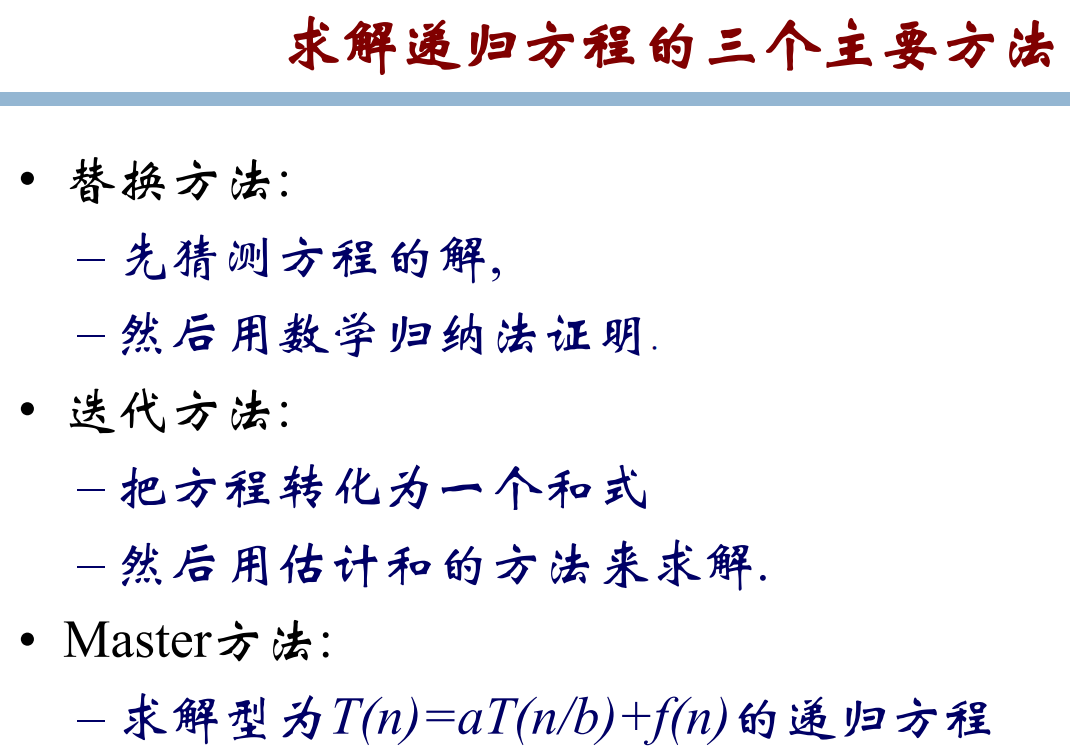 求解递归方程的三个主要方法
• 替换方法:
– 先猜测方程的解,
– 然后用数学归纳法证明.
• 迭代方法:
– 把方程转化为一个和式
– 然后用估计和的方法来求解.
• Master方法:
– 求解型为T(n)=aT(n/b)+f(n)的递归方程